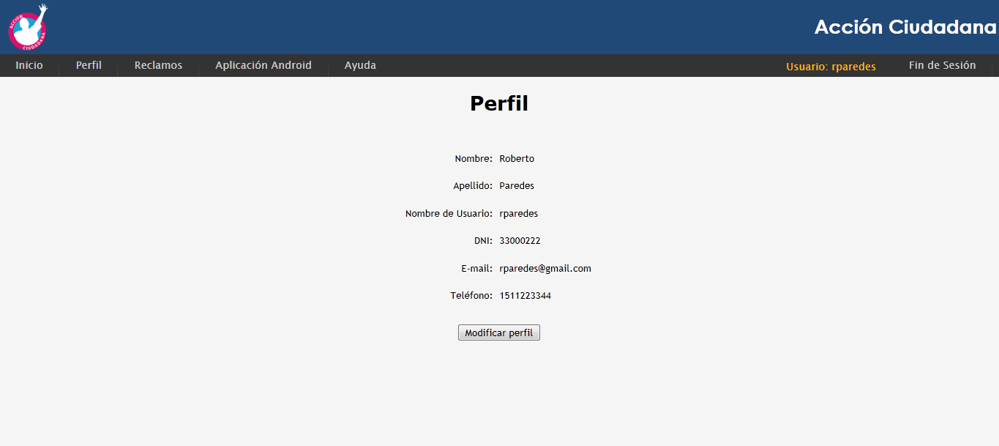 ACCION
CIUDADANA
Acción Ciudadana
Inicio Perfil Reclamos Aplicación Android Ayuda Usuario: rparedes Fin de Sesión
Perfil
Nombre: Roberto
Apellido: Paredes
Nombre de Usuario: rparedes
DNI: 33000222
E-mail: rparedes@gmail.com
Teléfono: 1511223344
Modificar perfil